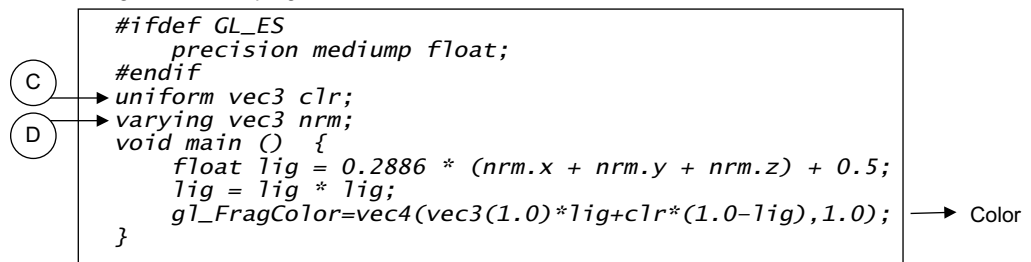 #ifdef GL_ES
precision mediump float;
#endif
C
uniform vec3 clr;
D
varying vec3 nrm;
void main () {
float lig = 0.2886 * (nrm.x + nrm.y + nrm.z) + 0.5;
lig = lig * lig;
gl_FragColor=vec4(vec3(1.0)*lig+clr*(1.0–lig),1.0);
Color
}